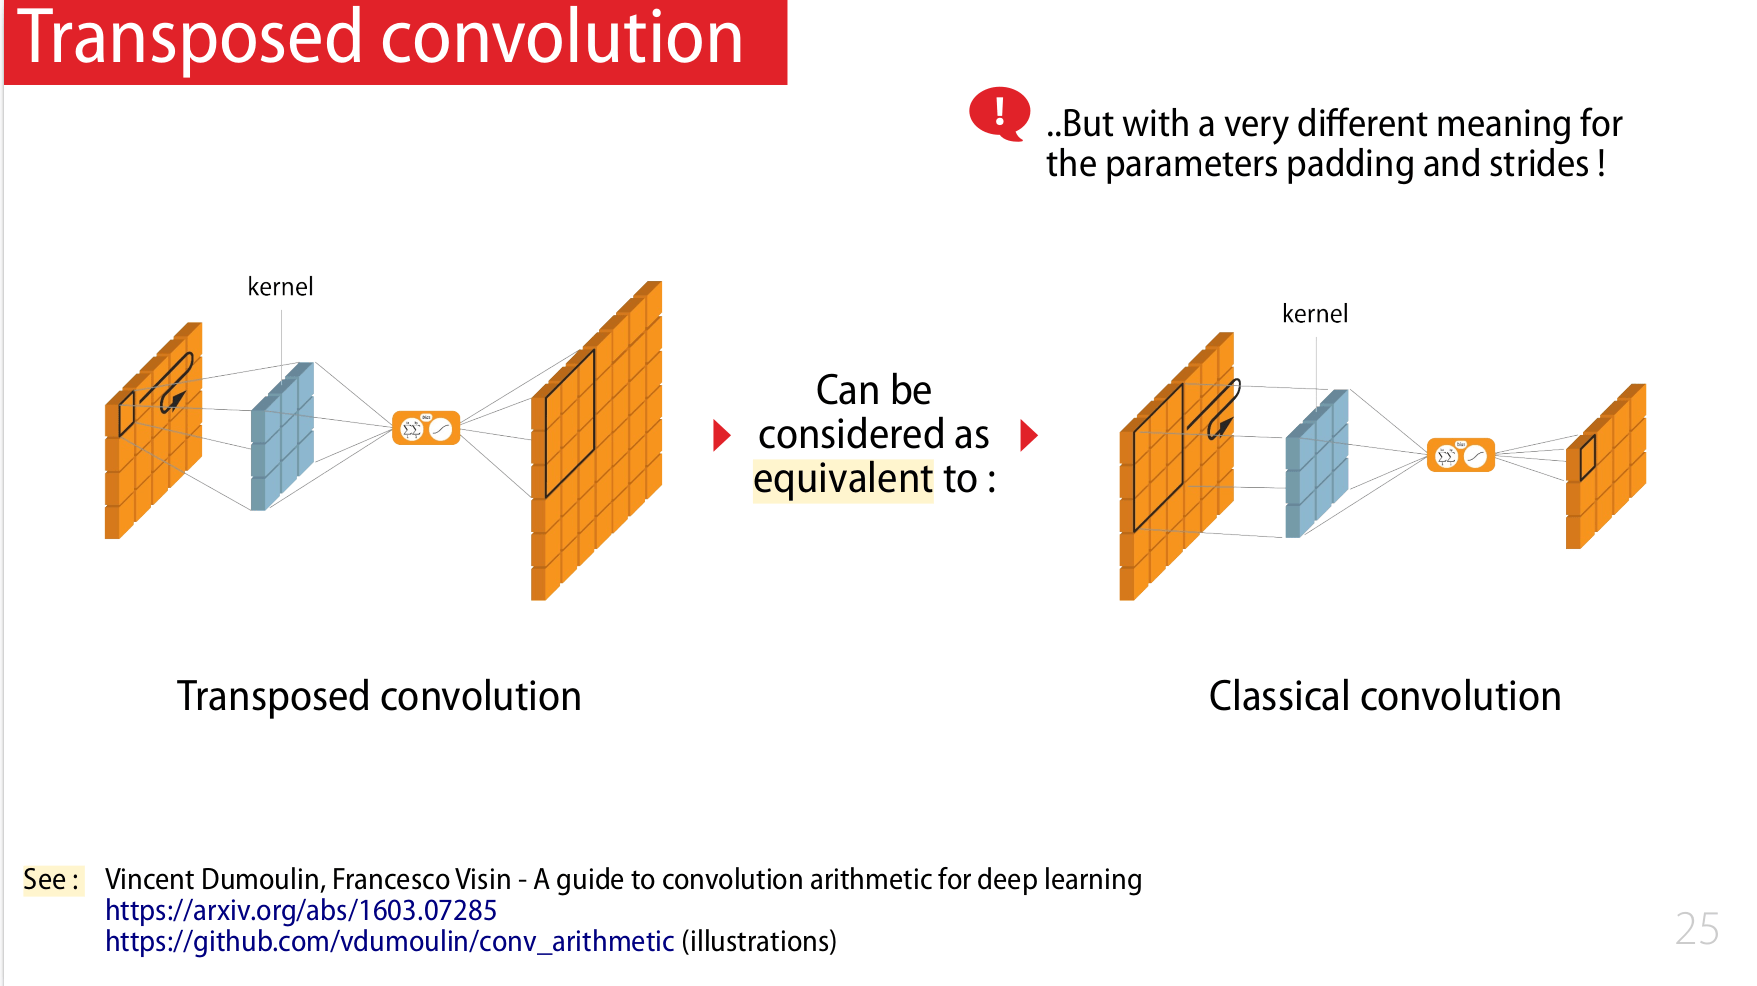 Transposed convolution
!
..But with a very different meaning for
the parameters padding and strides !
kernel
kernel
Can be
considered as
equivalent to :
Transposed convolution
Classical convolution
See : Vincent Dumoulin, Francesco Visin - A guide to convolution arithmetic for deep learning
https://arxiv.org/abs/1603.07285
https://github.com/vdumoulin/conv_arithmetic (illustrations)
25